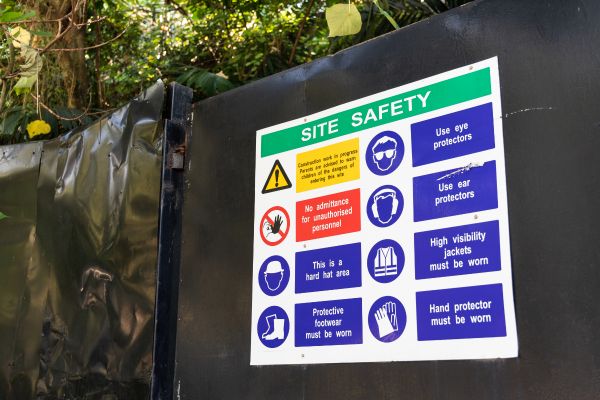 SITE SAFETY
Construction work in progress
Parents are advised to warn
children of the dangers of
entering this site
Use eye
protectors
No admittance
for unauthorised
personnel
Use ear
protectors
This is a
hard hat area
High visibility
jackets
must be worn
Protective
footwear
must be worn
Hand protector
must be worn